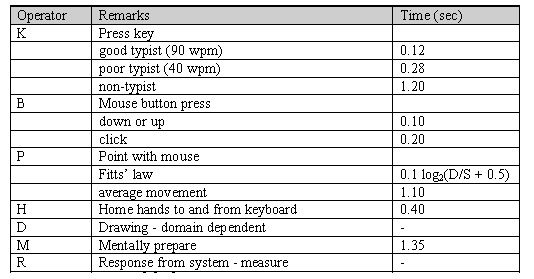 Operator Remarks Time (sec)
K Press key
good typist (90 wpm) 0.12
poor typist (40 wpm) 0.28
non-typist 1.20
B Mouse button press
down or up 0.10
click 0.20
P Point with mouse
Fitts' law 0.1 log₂(D/S + 0.5)
average movement 1.10
H Home hands to and from keyboard 0.40
D Drawing - domain dependent -
M Mentally prepare 1.35
R Response from system - measure -